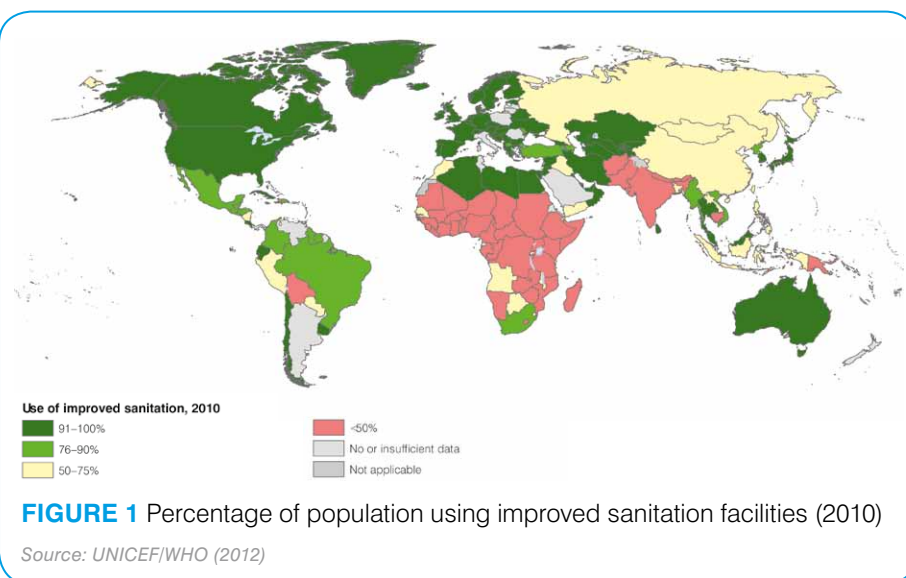 Use of improved sanitation, 2010
91–100%
76–90%
50–75%
<50%
No or insufficient data
Not applicable
FIGURE 1 Percentage of population using improved sanitation facilities (2010)
Source: UNICEF/WHO (2012)